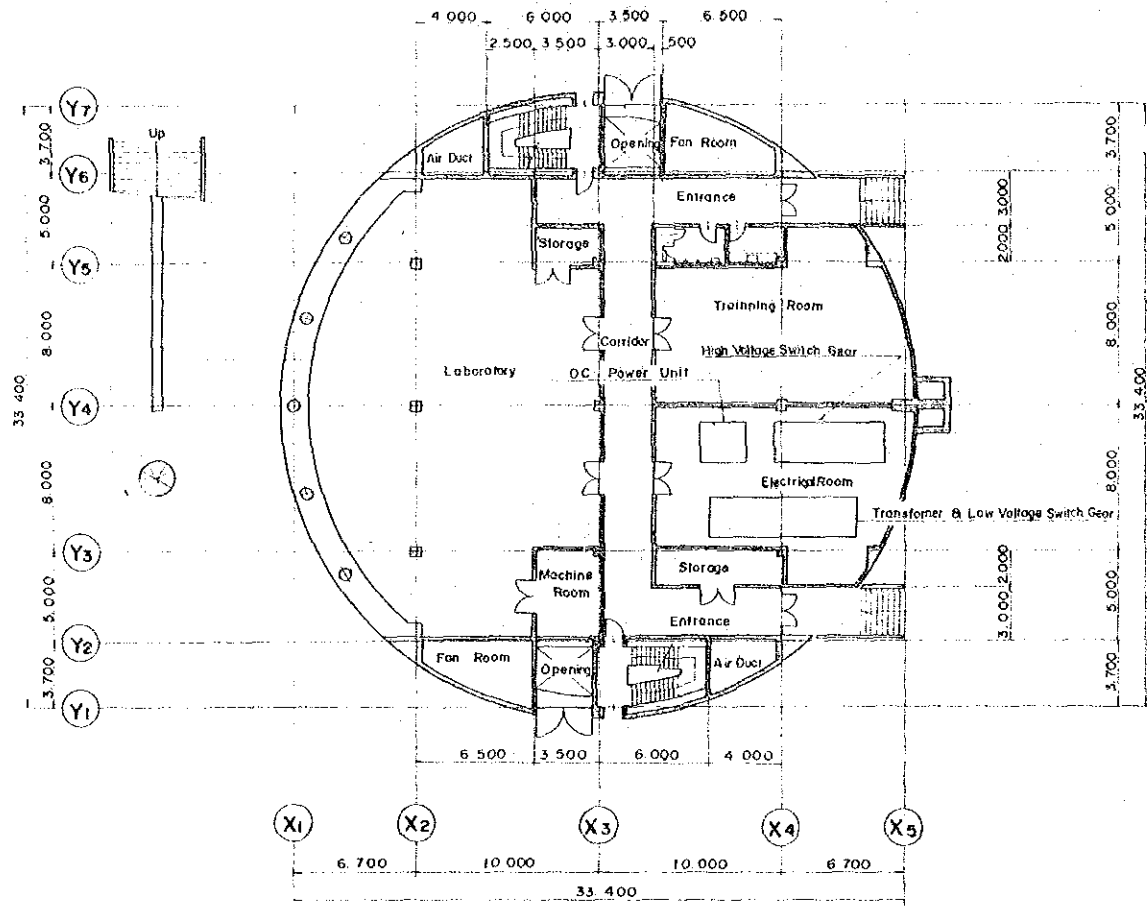 4 000 6 000 3 500 6 500
2.500 3.500 3.000 500
Y7
Up
3.700
3.700
Air Duct
Opening
Fan Room
Y6
Entrance
5.000
3.000
5.000
Storage
2.000
Y5
Trainning Room
8 000
8 000
Corridor
High Voltage Switch Gear
Laboratory
DC Power Unit
33 400
33.400
Y4
8.000
8.000
Electrical Room
Transfomer & Low Voltage Switch Gear
Y3
Machine
Room
Storage
2.000
5.000
5.000
Entrance
3.000
Y2
Fan Room
Opening
Air Duct
3.700
3.700
Y1
6 500 3.500 6.000 4 000
X1 X2 X3 X4 X5
6.700 10.000 10.000 6.700
33. 400